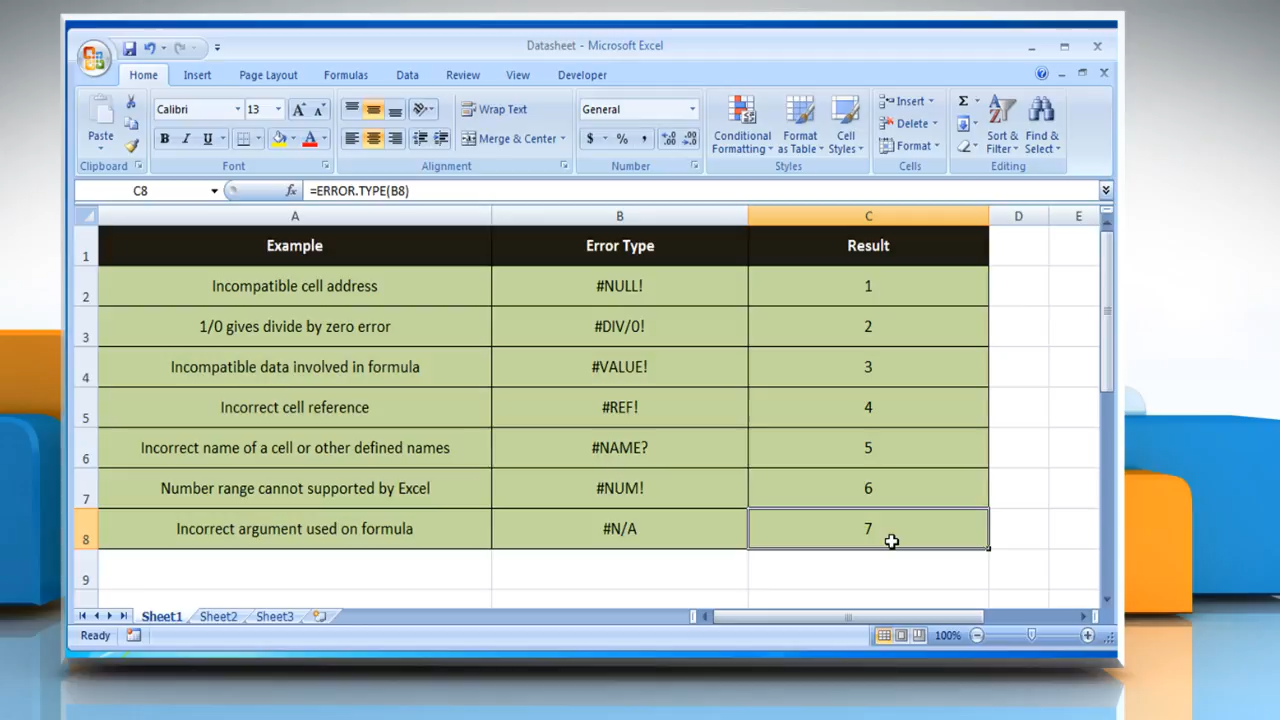 Datasheet - Microsoft Excel
Home Insert Page Layout Formulas Data Review View Developer
Calibri 13 Wrap Text General Insert
Paste Conditional Formatting Format as Table Cell Styles Delete Sort & Filter Find & Select
B I U A Merge & Center $ % , Format
Clipboard Font Alignment Number Styles Cells Editing
C8 fx =ERROR.TYPE(B8)
A B C D E
1 Example Error Type Result
2 Incompatible cell address #NULL! 1
3 1/0 gives divide by zero error #DIV/0! 2
4 Incompatible data involved in formula #VALUE! 3
5 Incorrect cell reference #REF! 4
6 Incorrect name of a cell or other defined names #NAME? 5
7 Number range cannot supported by Excel #NUM! 6
8 Incorrect argument used on formula #N/A 7
9
Sheet1 Sheet2 Sheet3
Ready 100%